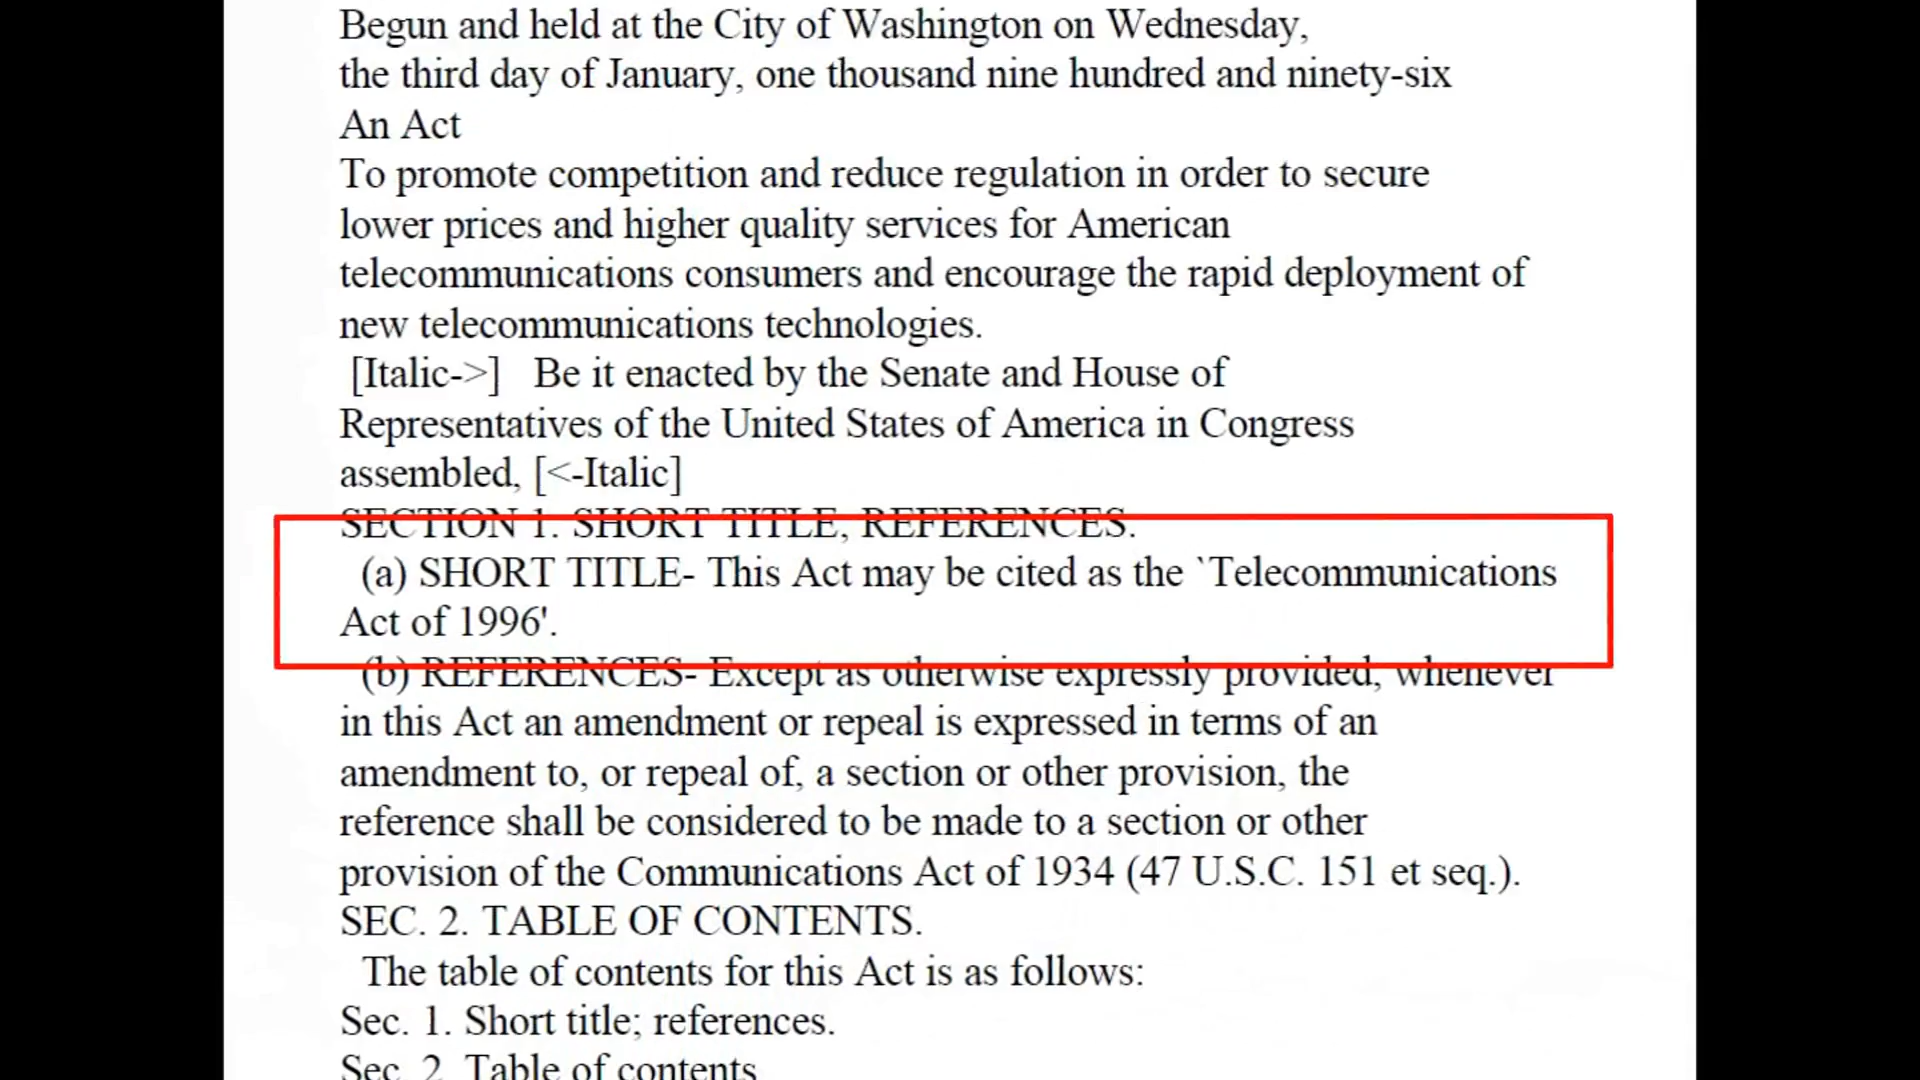 Begun and held at the City of Washington on Wednesday,
the third day of January, one thousand nine hundred and ninety-six
An Act
To promote competition and reduce regulation in order to secure
lower prices and higher quality services for American
telecommunications consumers and encourage the rapid deployment of
new telecommunications technologies.
[Italic->] Be it enacted by the Senate and House of
Representatives of the United States of America in Congress
assembled, [<-Italic]
SECTION 1. SHORT TITLE, REFERENCES.
(a) SHORT TITLE- This Act may be cited as the `Telecommunications
Act of 1996'.
(b) REFERENCES- Except as otherwise expressly provided, whenever
in this Act an amendment or repeal is expressed in terms of an
amendment to, or repeal of, a section or other provision, the
reference shall be considered to be made to a section or other
provision of the Communications Act of 1934 (47 U.S.C. 151 et seq.).
SEC. 2. TABLE OF CONTENTS.
The table of contents for this Act is as follows:
Sec. 1. Short title; references.
Sec. 2. Table of contents